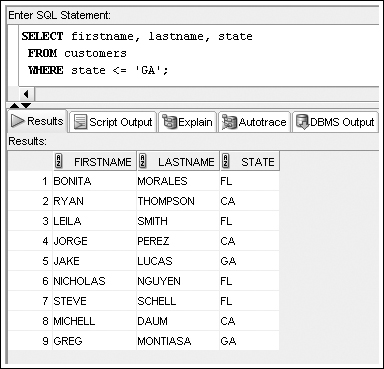 Enter SQL Statement:
SELECT firstname, lastname, state
FROM customers
WHERE state <= 'GA';
Results Script Output Explain Autotrace DBMS Output
Results:
FIRSTNAME LASTNAME STATE
1 BONITA MORALES FL
2 RYAN THOMPSON CA
3 LEILA SMITH FL
4 JORGE PEREZ CA
5 JAKE LUCAS GA
6 NICHOLAS NGUYEN FL
7 STEVE SCHELL FL
8 MICHELL DAUM CA
9 GREG MONTIASA GA